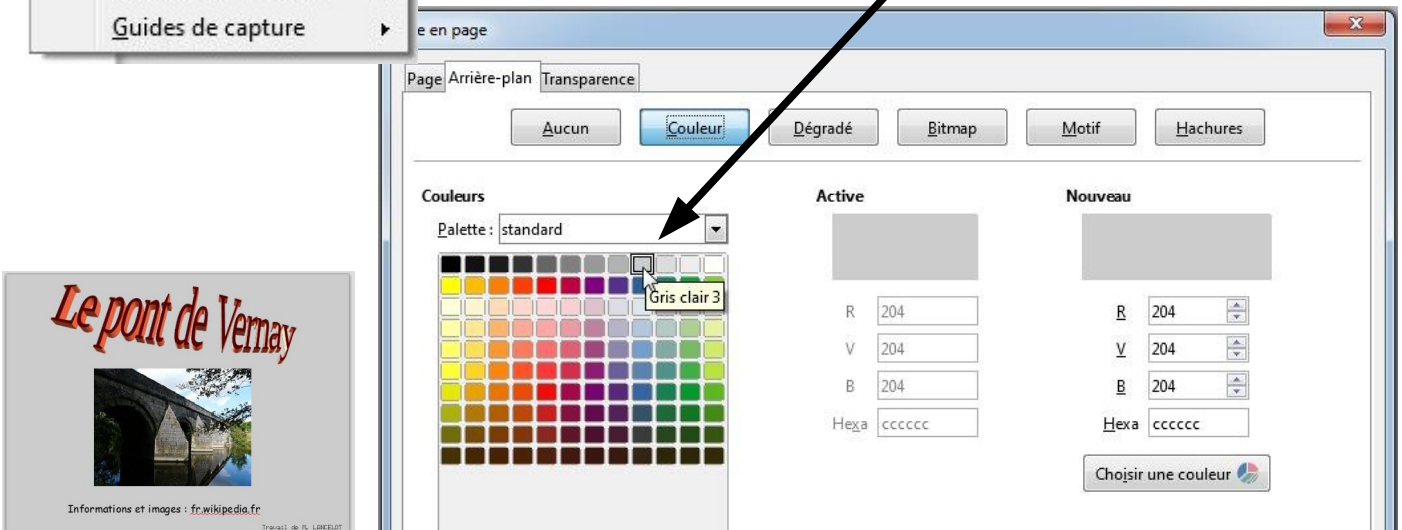 Guides de capture
e en page
Page Arrière-plan Transparence
Aucun Couleur Dégradé Bitmap Motif Hachures
Couleurs
Active
Nouveau
Palette : standard
Gris clair 3
R 204
V 204
B 204
Hexa cccccc
R 204
V 204
B 204
Hexa cccccc
Choisir une couleur
Le pont de Vernay
Informations et images : fr.wikipedia.fr
Travail de M. LANCELOT